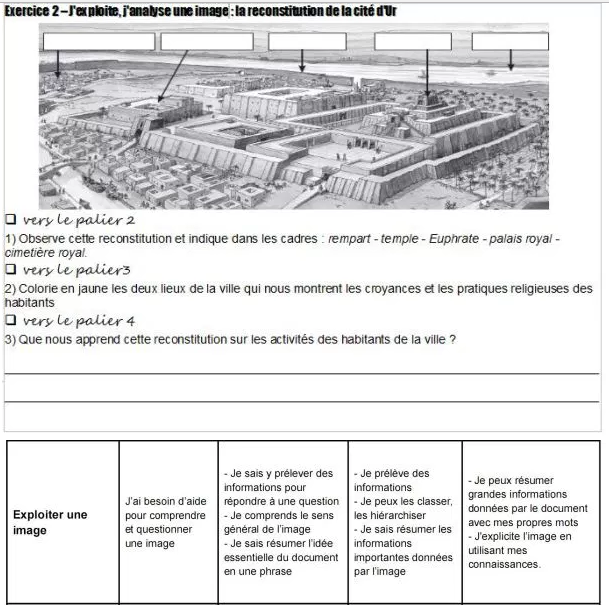 Exercice 2 – J'exploite, j'analyse une image : la reconstitution de la cité d'Ur
vers le palier 2
1) Observe cette reconstitution et indique dans les cadres : rempart - temple - Euphrate - palais royal -
cimetière royal.
vers le palier3
2) Colorie en jaune les deux lieux de la ville qui nous montrent les croyances et les pratiques religieuses des
habitants
vers le palier 4
3) Que nous apprend cette reconstitution sur les activités des habitants de la ville ?
Exploiter une
image
J'ai besoin d'aide
pour comprendre
et questionner
une image
- Je sais y prélever des
informations pour
répondre à une question
- Je comprends le sens
général de l'image
- Je sais résumer l'idée
essentielle du document
en une phrase
- Je prélève des
informations
- Je peux les classer,
les hiérarchiser
- Je sais résumer les
informations
importantes données
par l'image
- Je peux résumer
grandes informations
données par le document
avec mes propres mots
- J'explicite l'image en
utilisant mes
connaissances.